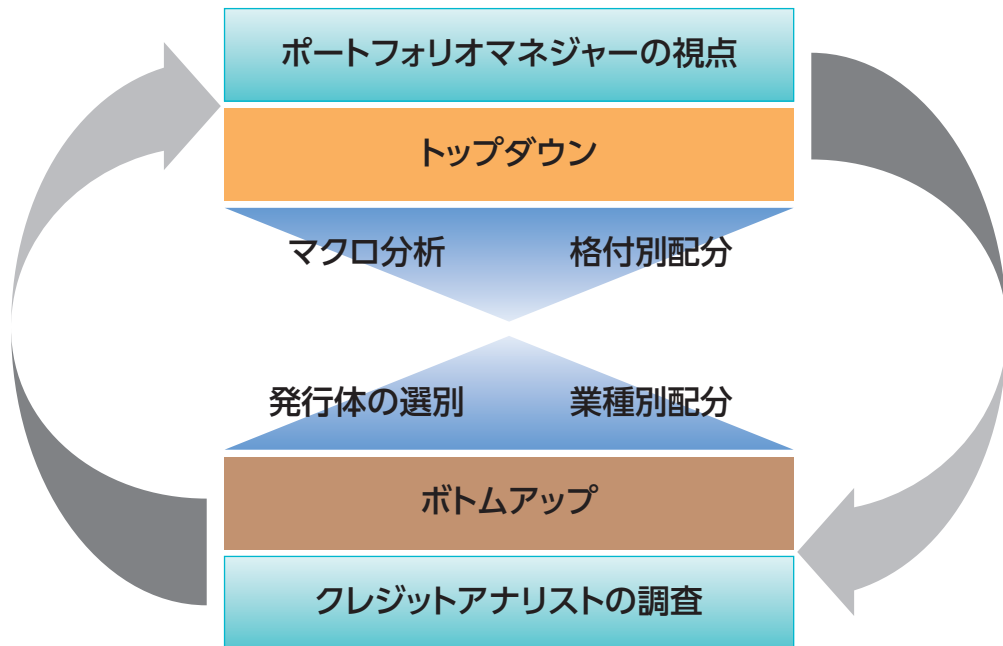 ポートフォリオマネジャーの視点
トップダウン
マクロ分析 格付別配分
発行体の選別 業種別配分
ボトムアップ
クレジットアナリストの調査